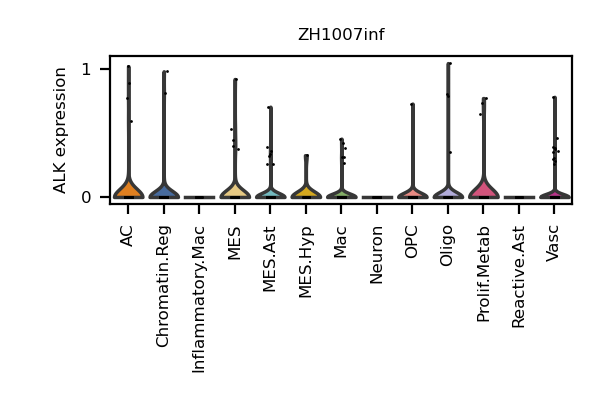 ZH1007inf
ALK expression
1
0
AC
Chromatin.Reg
Inflammatory.Mac
MES
MES.Ast
MES.Hyp
Mac
Neuron
OPC
Oligo
Prolif.Metab
Reactive.Ast
Vasc